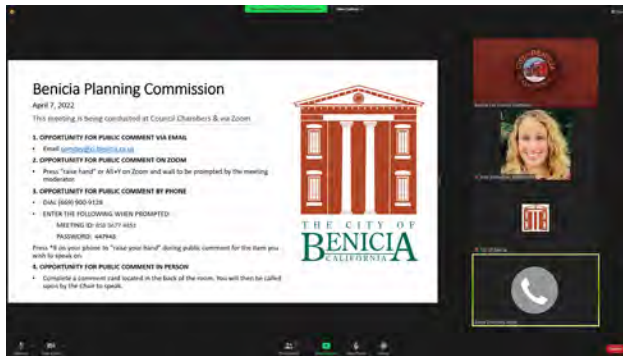 Benicia Planning Commission
April 7, 2022
This meeting is being conducted at Council Chambers & via Zoom
1. OPPORTUNITY FOR PUBLIC COMMENT VIA EMAIL
• Email
2. OPPORTUNITY FOR PUBLIC COMMENT ON ZOOM
• Press "raise hand" or Alt+Y on Zoom and wait to be prompted by the meeting
moderator.
3. OPPORTUNITY FOR PUBLIC COMMENT BY PHONE
• DIAL (669) 900-9128
• ENTER THE FOLLOWING WHEN PROMPTED:
MEETING ID:
PASSWORD: 447940
Press *9 on your phone to "raise your hand" during public comment for the item you
wish to speak on.
4. OPPORTUNITY FOR PUBLIC COMMENT IN PERSON
• Complete a comment card located in the back of the room. You will then be called
upon by the Chair to speak.
THE CITY OF
BENICIA
CALIFORNIA